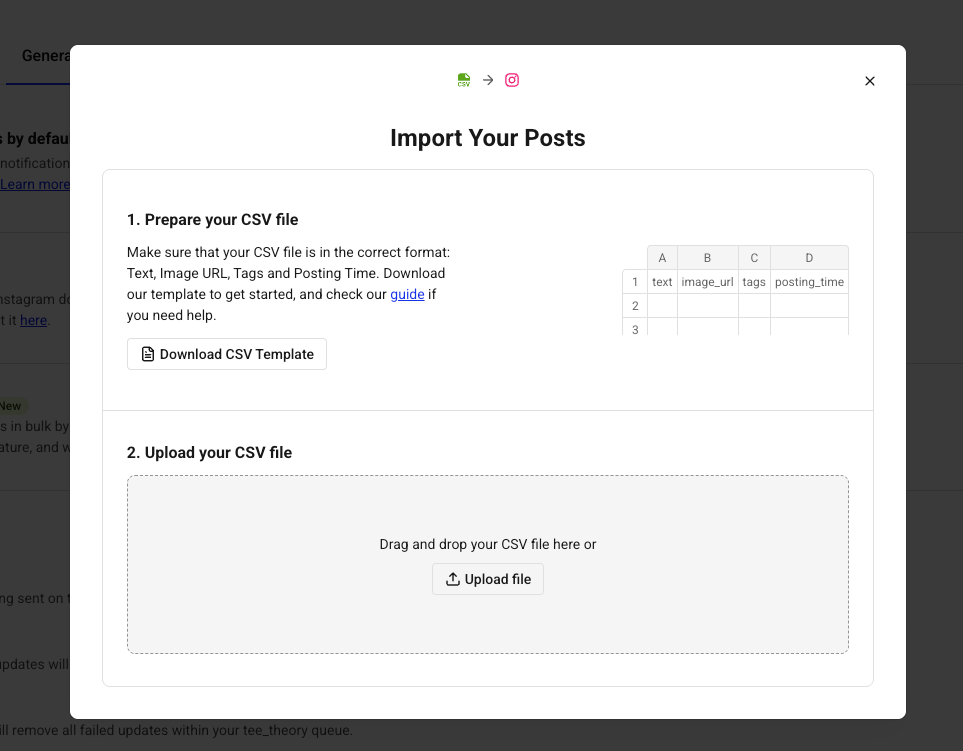 Genera
CSV
Import Your Posts
s by defau
notification
Learn more
1. Prepare your CSV file
Make sure that your CSV file is in the correct format:
Text, Image URL, Tags and Posting Time. Download
our template to get started, and check our guide if
you need help.
Download CSV Template
A B C D
1 text image_url tags posting_time
2
3
nstagram do
t it here.
New
s in bulk by
ature, and w
2. Upload your CSV file
Drag and drop your CSV file here or
Upload file
ng sent on t
updates will
ll remove all failed updates within your tee_theory queue.